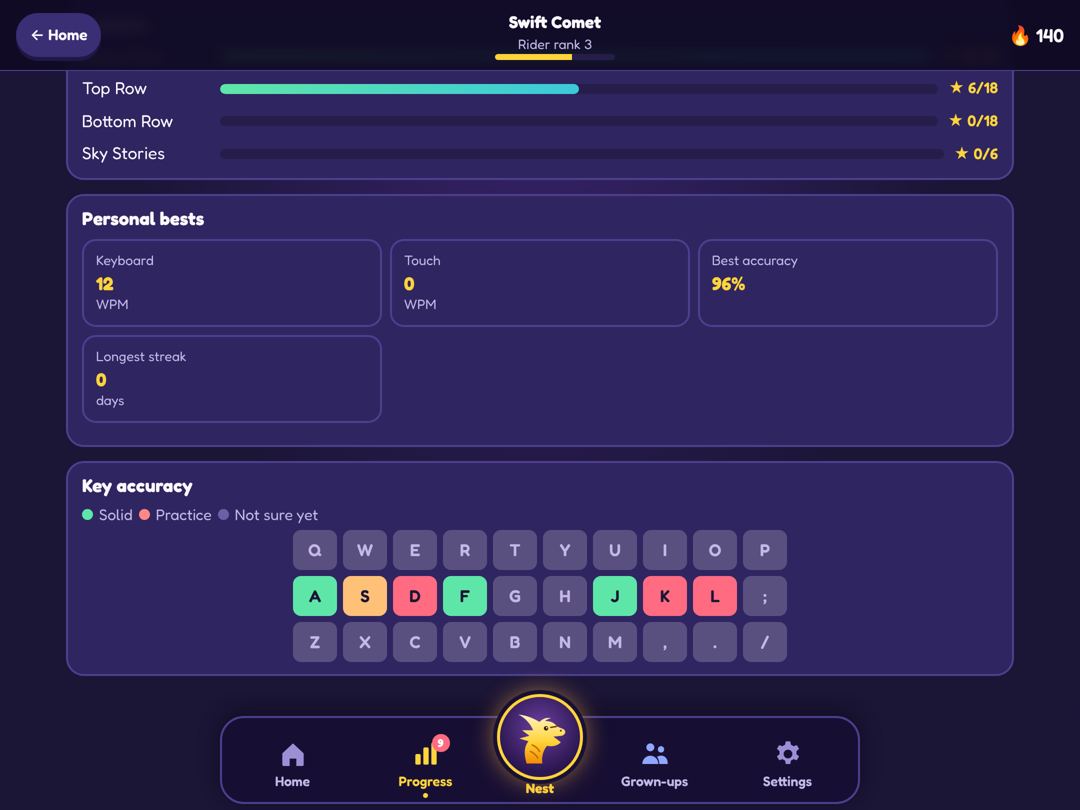 ← Home
Swift Comet
Rider rank 3
140
Top Row ★ 6/18
Bottom Row ★ 0/18
Sky Stories ★ 0/6
Personal bests
Keyboard
12
WPM
Touch
0
WPM
Best accuracy
96%
Longest streak
0
days
Key accuracy
Solid Practice Not sure yet
Q W E R T Y U I O P
A S D F G H J K L ;
Z X C V B N M , . /
9
Home Progress Nest Grown-ups Settings